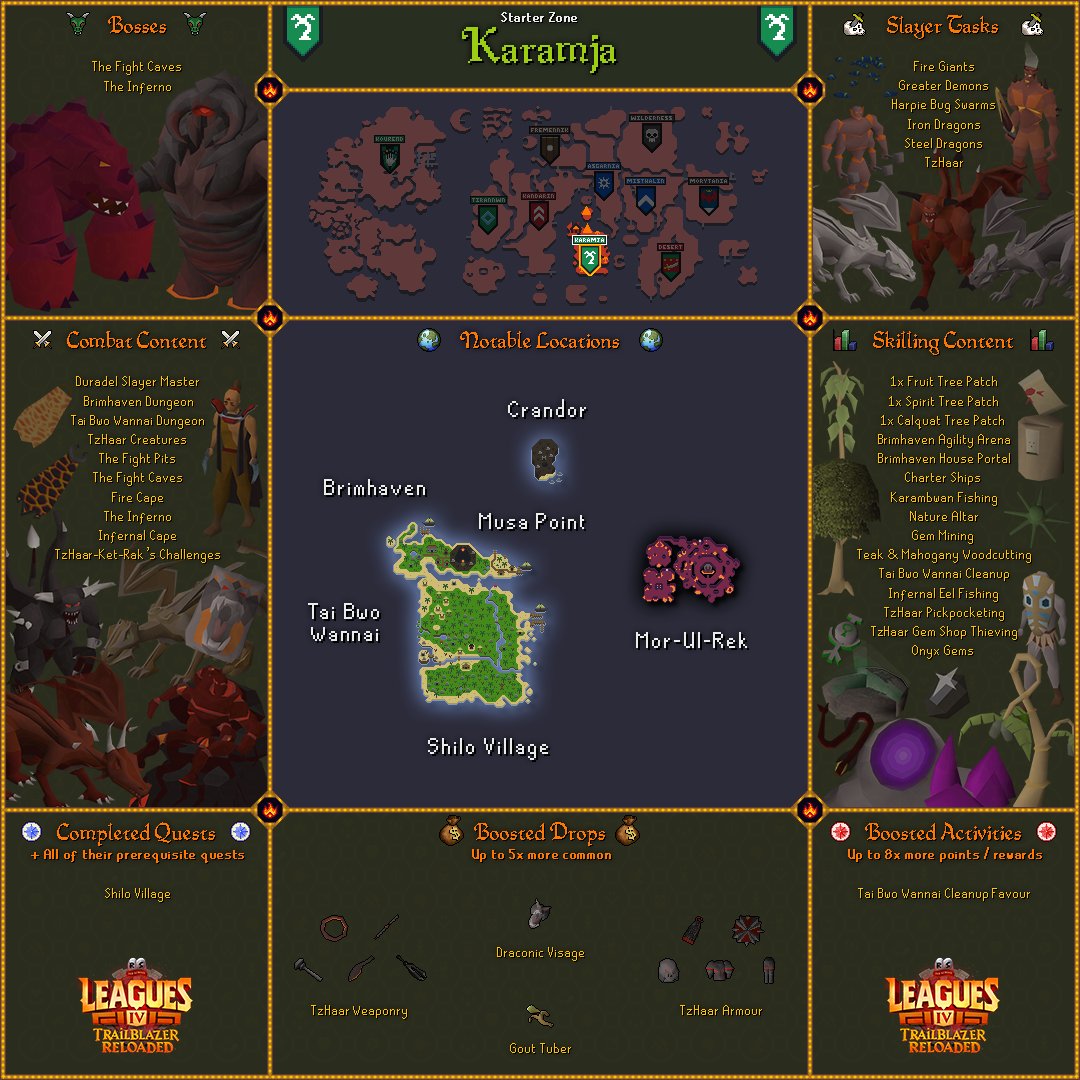 Bosses
The Fight Caves
The Inferno
Starter Zone
Karamja
Slayer Tasks
Fire Giants
Greater Demons
Harpie Bug Swarms
Iron Dragons
Steel Dragons
TzHaar
KOUREND
FREMENNIK
WILDERNESS
ASGARNIA
MISTHALIN
MORYTANIA
TIRANNWN
KANDARIN
KARAMJA
DESERT
Combat Content
Duradel Slayer Master
Brimhaven Dungeon
Tai Bwo Wannai Dungeon
TzHaar Creatures
The Fight Pits
The Fight Caves
Fire Cape
The Inferno
Infernal Cape
TzHaar-Ket-Rak's Challenges
Notable Locations
Crandor
Brimhaven
Musa Point
Tai Bwo
Wannai
Mor-Ul-Rek
Shilo Village
Skilling Content
1x Fruit Tree Patch
1x Spirit Tree Patch
1x Calquat Tree Patch
Brimhaven Agility Arena
Brimhaven House Portal
Charter Ships
Karambwan Fishing
Nature Altar
Gem Mining
Teak & Mahogany Woodcutting
Tai Bwo Wannai Cleanup
Infernal Eel Fishing
TzHaar Pickpocketing
TzHaar Gem Shop Thieving
Onyx Gems
Completed Quests
+ All of their prerequisite quests
Shilo Village
LEAGUES
IV
TRAILBLAZER
RELOADED
Boosted Drops
Up to 5x more common
Draconic Visage
TzHaar Weaponry
TzHaar Armour
Gout Tuber
Boosted Activities
Up to 8x more points / rewards
Tai Bwo Wannai Cleanup Favour
LEAGUES
IV
TRAILBLAZER
RELOADED